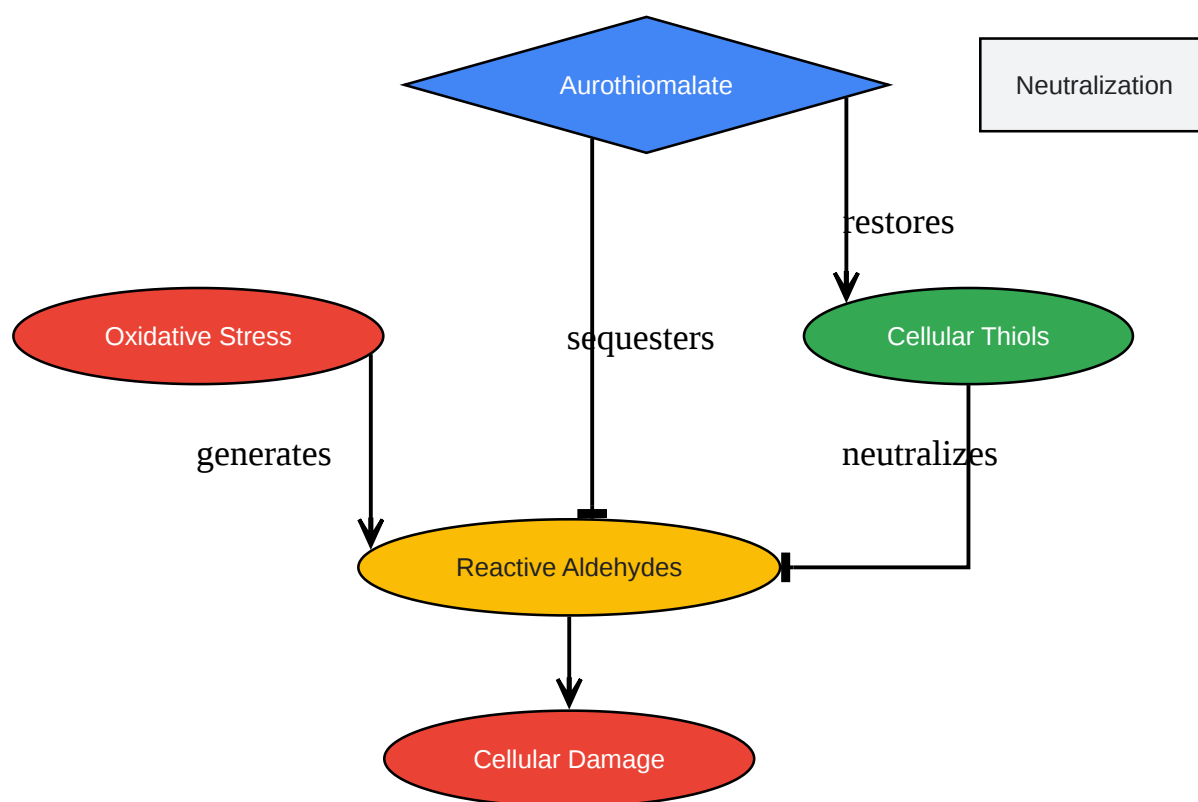 Aurothiomalate
Neutralization
restores
Oxidative Stress
sequesters
Cellular Thiols
generates
neutralizes
Reactive Aldehydes
Cellular Damage